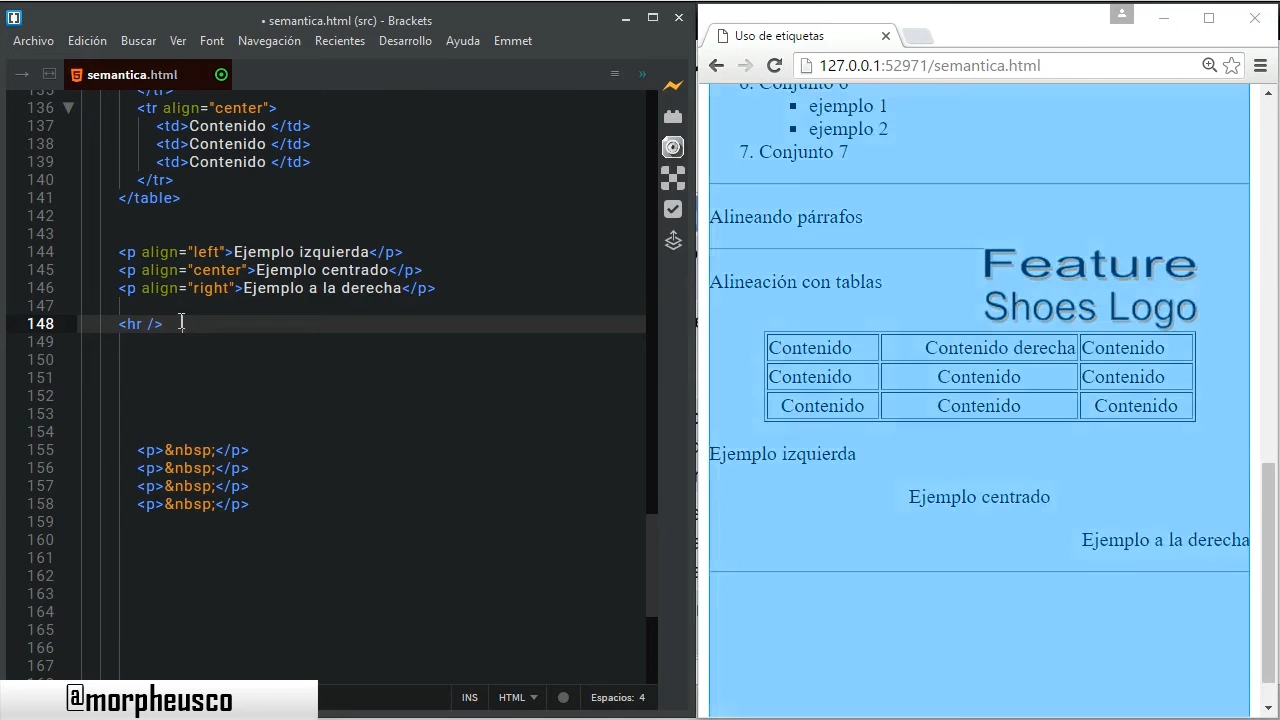 • semantica.html (src) - Brackets
Archivo Edición Buscar Ver Font Navegación Recientes Desarrollo Ayuda Emmet
semantica.html
135 </tr>
136 <tr align="center">
137 <td>Contenido </td>
138 <td>Contenido </td>
139 <td>Contenido </td>
140 </tr>
141 </table>
142
143
144 <p align="left">Ejemplo izquierda</p>
145 <p align="center">Ejemplo centrado</p>
146 <p align="right">Ejemplo a la derecha</p>
147
148 <hr />
149
150
151
152
153
154
155 <p>&nbsp;</p>
156 <p>&nbsp;</p>
157 <p>&nbsp;</p>
158 <p>&nbsp;</p>
159
160
161
162
163
164
165
166
167
@morpheusco
INS HTML Espacios: 4
Uso de etiquetas
127.0.0.1:52971/semantica.html
6. Conjunto 6
ejemplo 1
ejemplo 2
7. Conjunto 7
Alineando párrafos
Feature
Alineación con tablas
Shoes Logo
Contenido Contenido derecha Contenido
Contenido Contenido Contenido
Contenido Contenido Contenido
Ejemplo izquierda
Ejemplo centrado
Ejemplo a la derecha